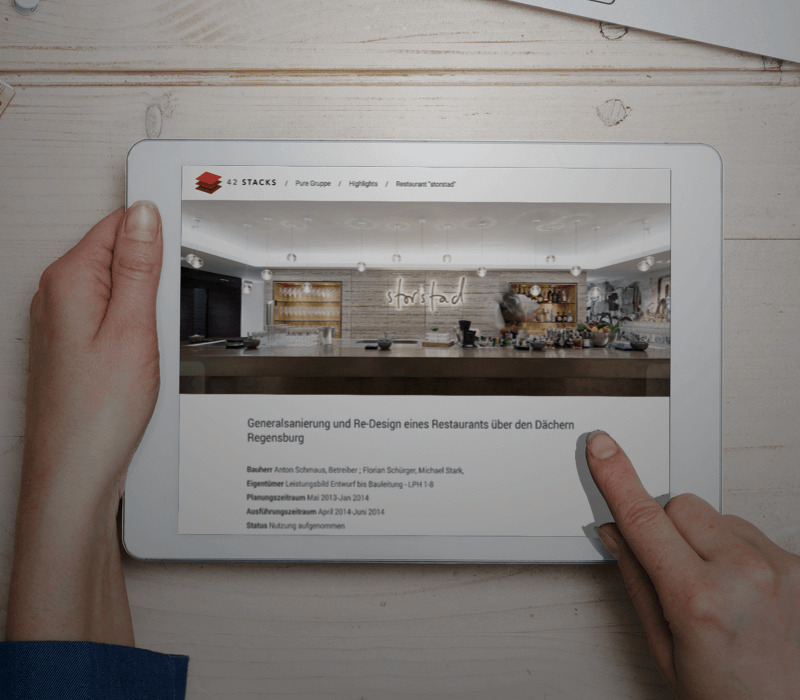 42 STACKS / Pure Gruppe / Highlights / Restaurant "storstad"
storstad
Generalsanierung und Re-Design eines Restaurants über den Dächern
Regensburg
Bauherr Anton Schmaus, Betreiber ; Florian Schürger, Michael Stark,
Eigentümer Leistungsbild Entwurf bis Bauleitung - LPH 1-8
Planungszeitraum Mai 2013-Jan 2014
Ausführungszeitraum April 2014-Juni 2014
Status Nutzung aufgenommen